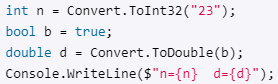 int n = Convert.ToInt32("23");
bool b = true;
double d = Convert.ToDouble(b);
Console.WriteLine($"n={n}  d={d}");